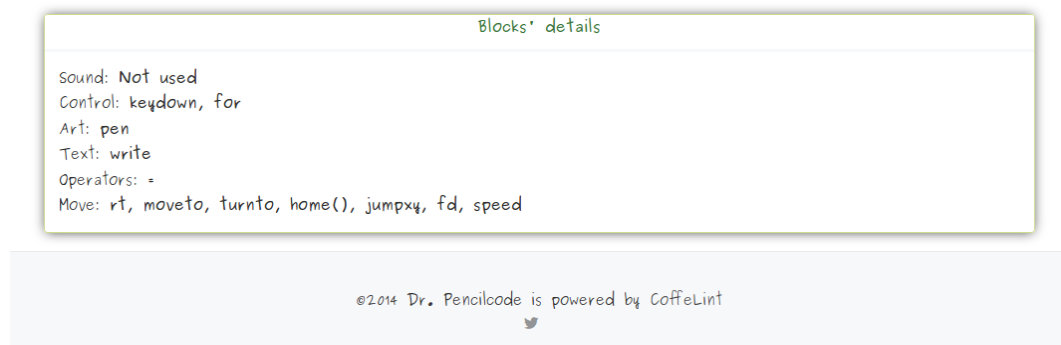 Blocks' details
Sound: Not used
Control: keydown, for
Art: pen
Text: write
Operators: =
Move: rt, moveto, turnto, home(), jumpxy, fd, speed
©2014 Dr. Pencilcode is powered by CoffeLint